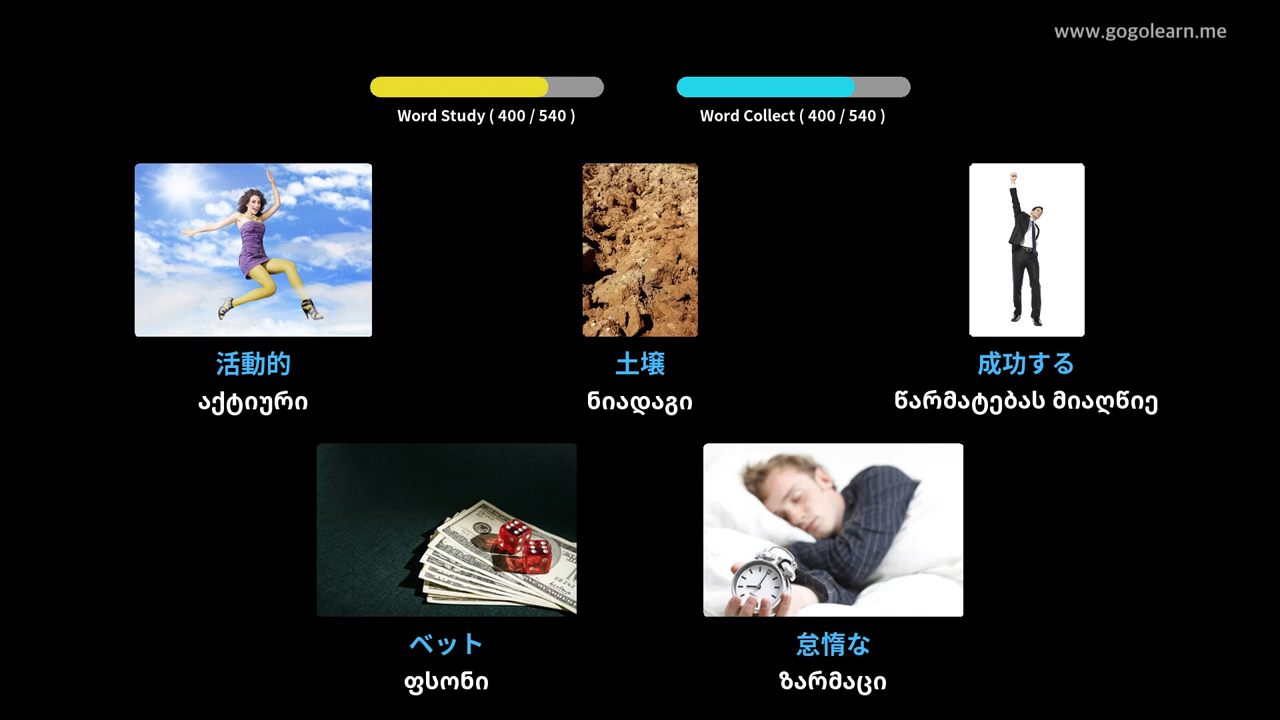 www.gogolearn.me
Word Study ( 400 / 540 )
Word Collect ( 400 / 540 )
活動的
აქტიური
土壌
ნიადაგი
成功する
წარმატებას მიაღწიე
ベット
ფსონი
怠惰な
ზარმაცი